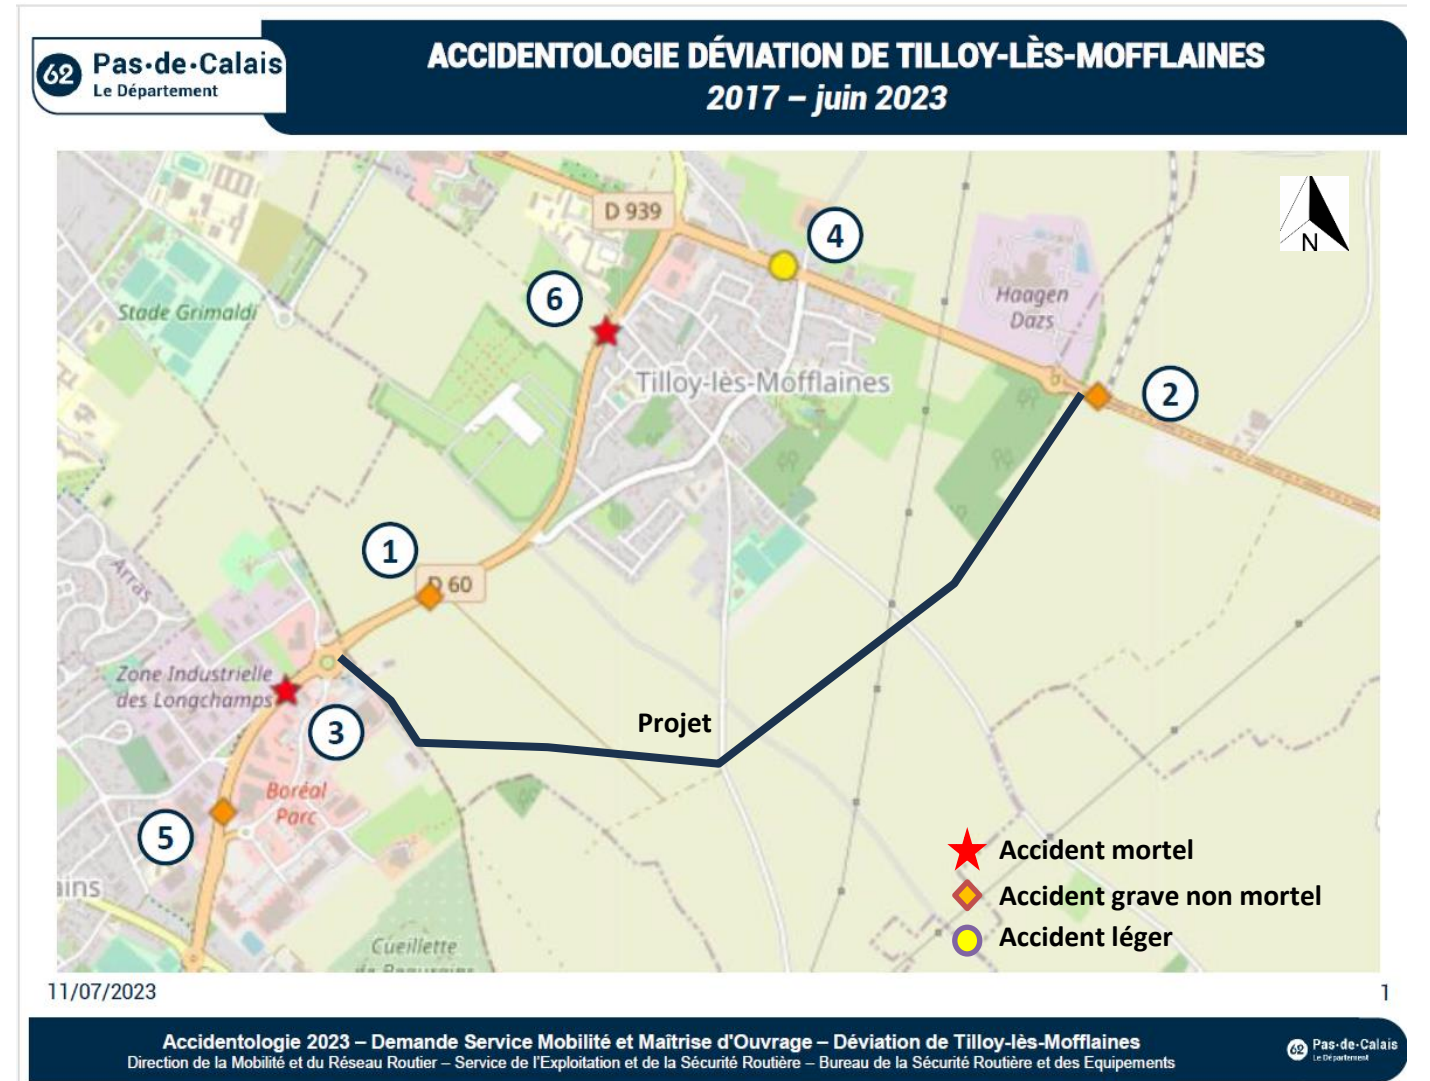 62 Pas·de·Calais
Le Département
ACCIDENTOLOGIE DÉVIATION DE TILLOY-LÈS-MOFFLAINES
2017 – juin 2023
D 939
4
N
6
Stade Grimaldi
Haagen
Dazs
Tilloy-lès-Mofflaines
2
1
D 60
Arras
Zone Industrielle
des Longchamps
3
Projet
Boréal
Parc
5
ains
Accident mortel
Accident grave non mortel
Accident léger
Cueillette
11/07/2023
1
Accidentologie 2023 – Demande Service Mobilité et Maîtrise d'Ouvrage – Déviation de Tilloy-lès-Mofflaines
Direction de la Mobilité et du Réseau Routier – Service de l'Exploitation et de la Sécurité Routière – Bureau de la Sécurité Routière et des Equipements
62 Pas·de·Calais
Le Département